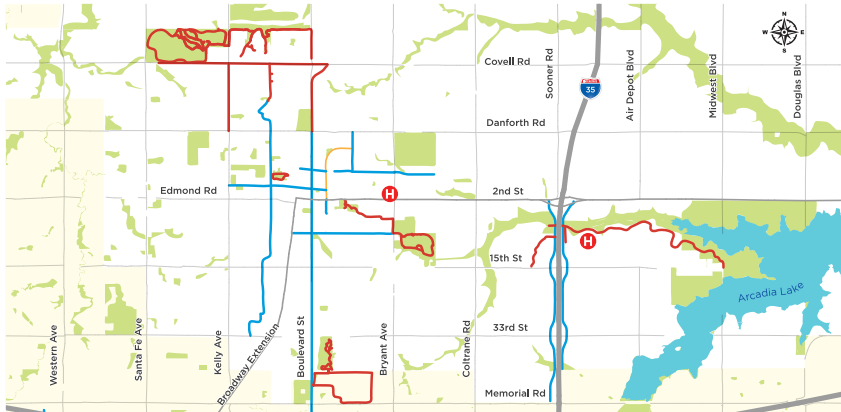 N
W E
S
Covell Rd
Sooner Rd
INTERSTATE
35
Air Depot Blvd
Midwest Blvd
Douglas Blvd
Danforth Rd
Edmond Rd
H
2nd St
H
15th St
Arcadia Lake
33rd St
Western Ave
Santa Fe Ave
Kelly Ave
Broadway Extension
Boulevard St
Bryant Ave
Coltrane Rd
Memorial Rd